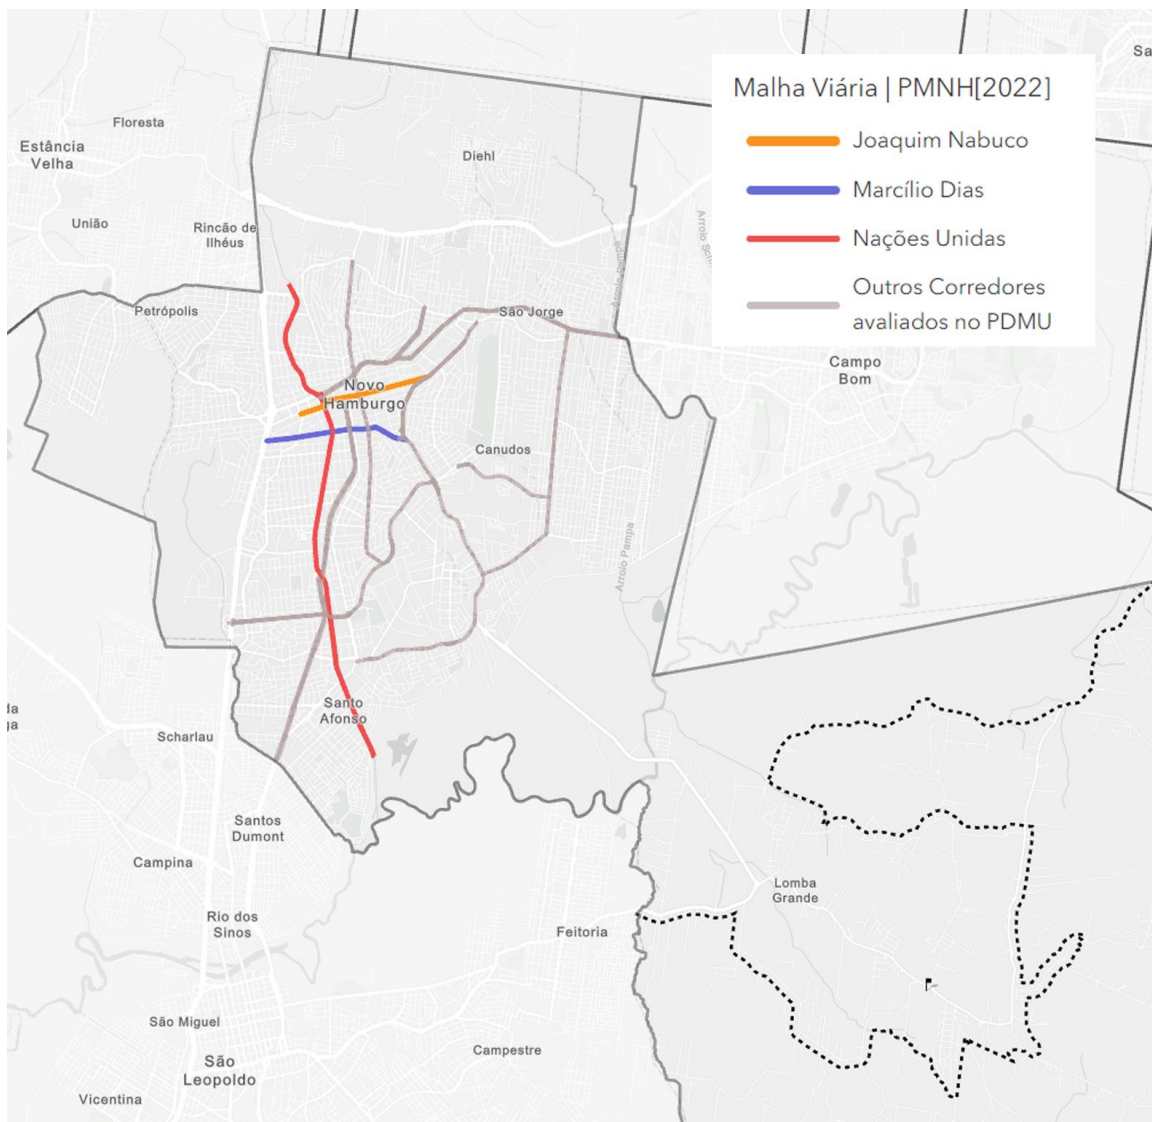 Sa
Malha Viária | PMNH[2022]
Joaquim Nabuco
Marcílio Dias
Nações Unidas
Outros Corredores
avaliados no PDMU
Floresta
Estância
Velha
Diehl
União
Rincão de
Ilhéus
Petrópolis
São Jorge
Campo
Bom
Novo
Hamburgo
Canudos
Arroio Pampa
Santo
Afonso
da
ga
Scharlau
Santos
Dumont
Campina
Lomba
Grande
Rio dos
Sinos
Feitoria
São Miguel
Campestre
São
Leopoldo
Vicentina